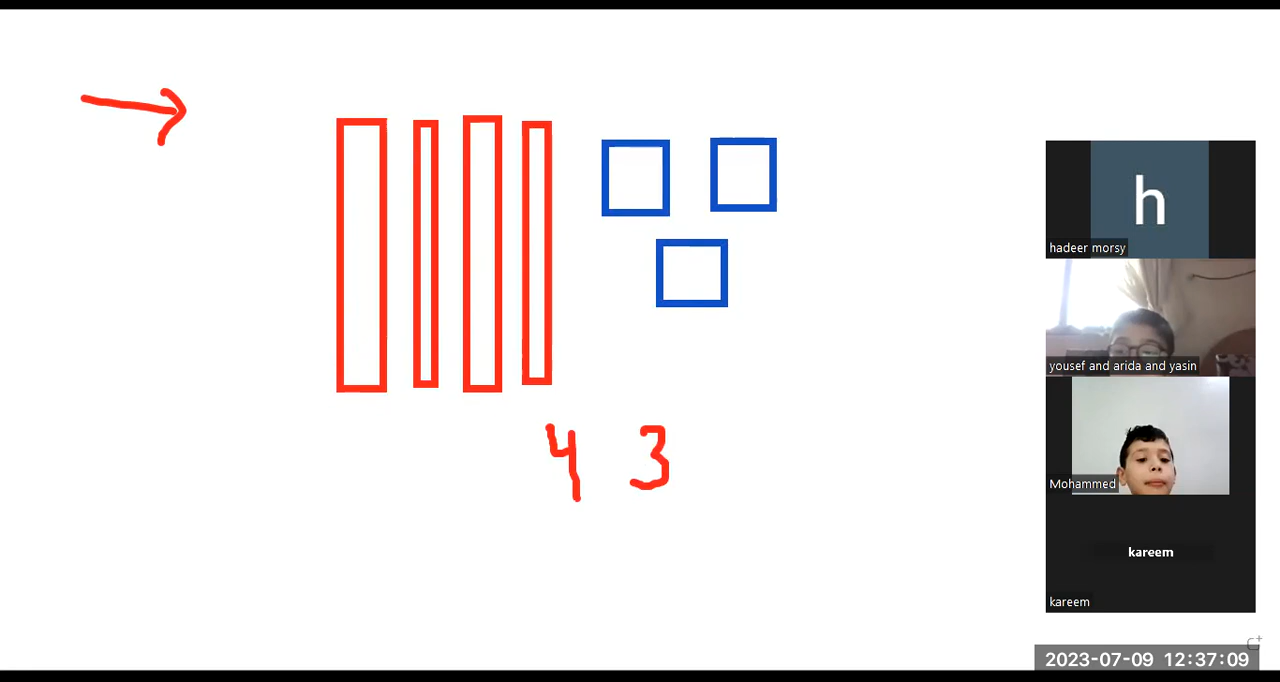 4 3
h
hadeer morsy
yousef and arida and yasin
Mohammed
kareem
kareem
2023-07-09 12:37:09